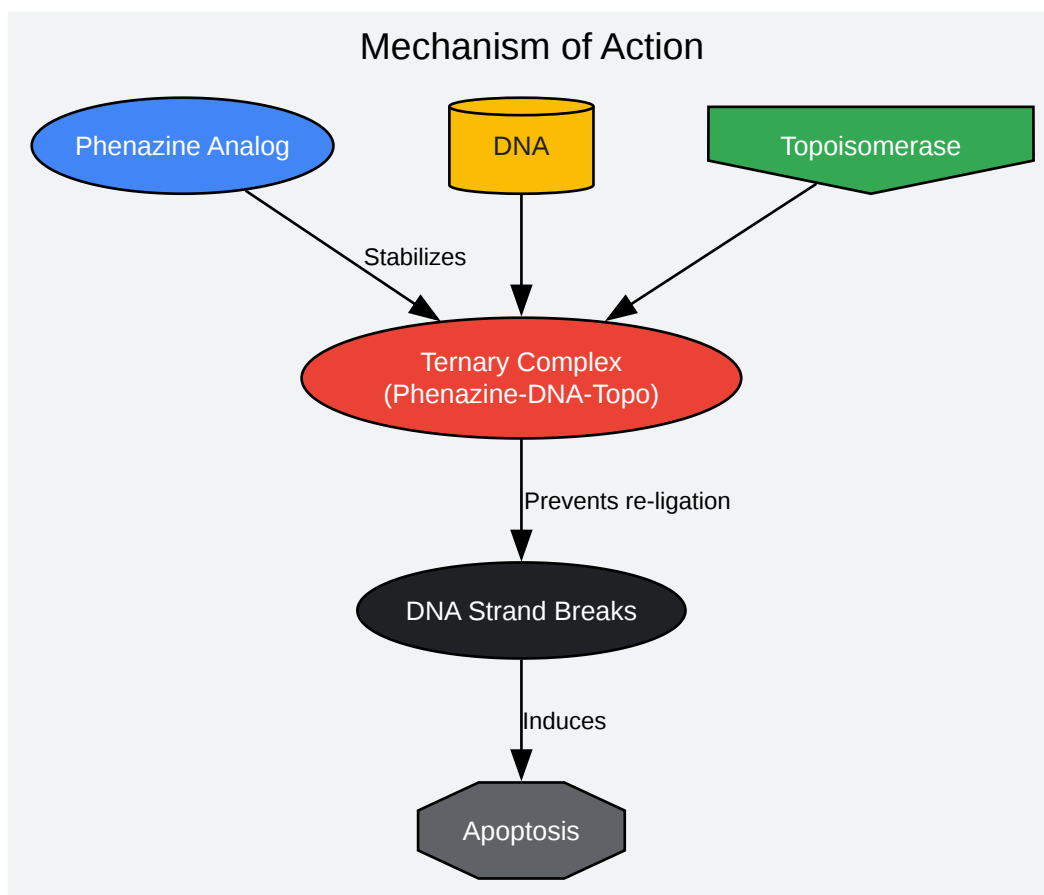 Mechanism of Action
Phenazine Analog
DNA
Topoisomerase
Stabilizes
Ternary Complex
(Phenazine-DNA-Topo)
Prevents re-ligation
DNA Strand Breaks
Induces
Apoptosis